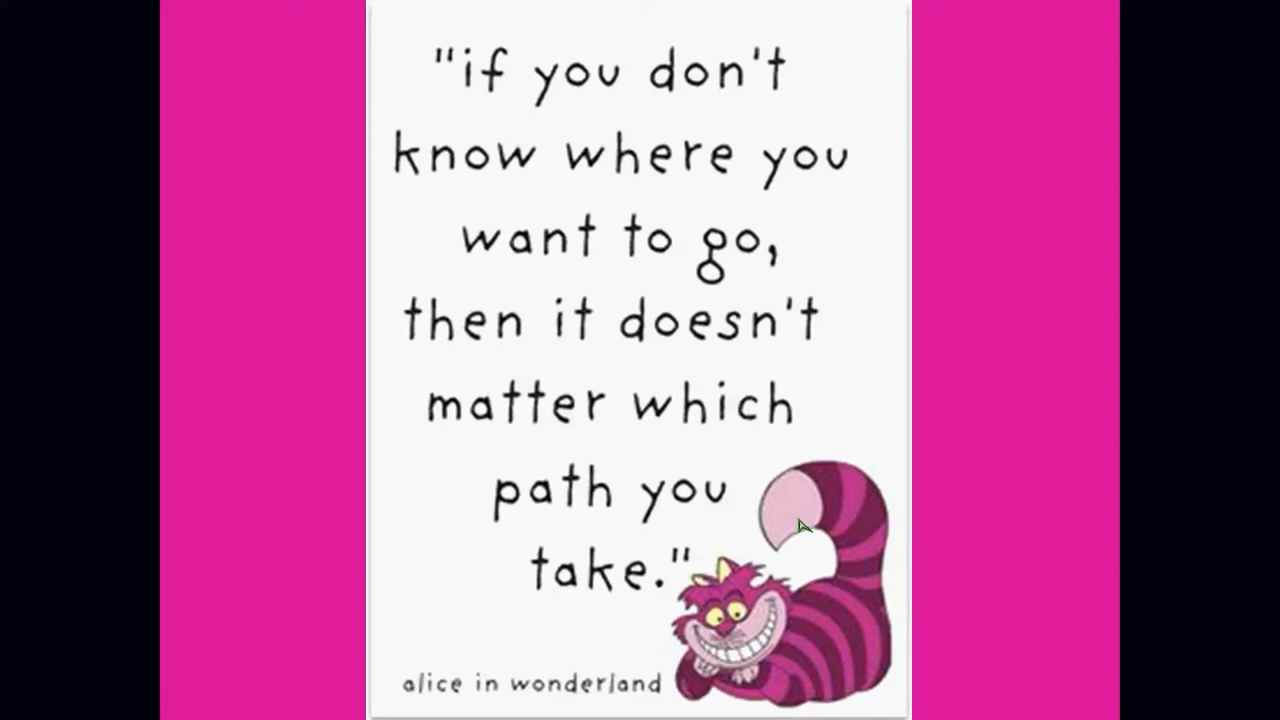 "if you don't
know where you
want to go,
then it doesn't
matter which
path you
take."
alice in wonderland